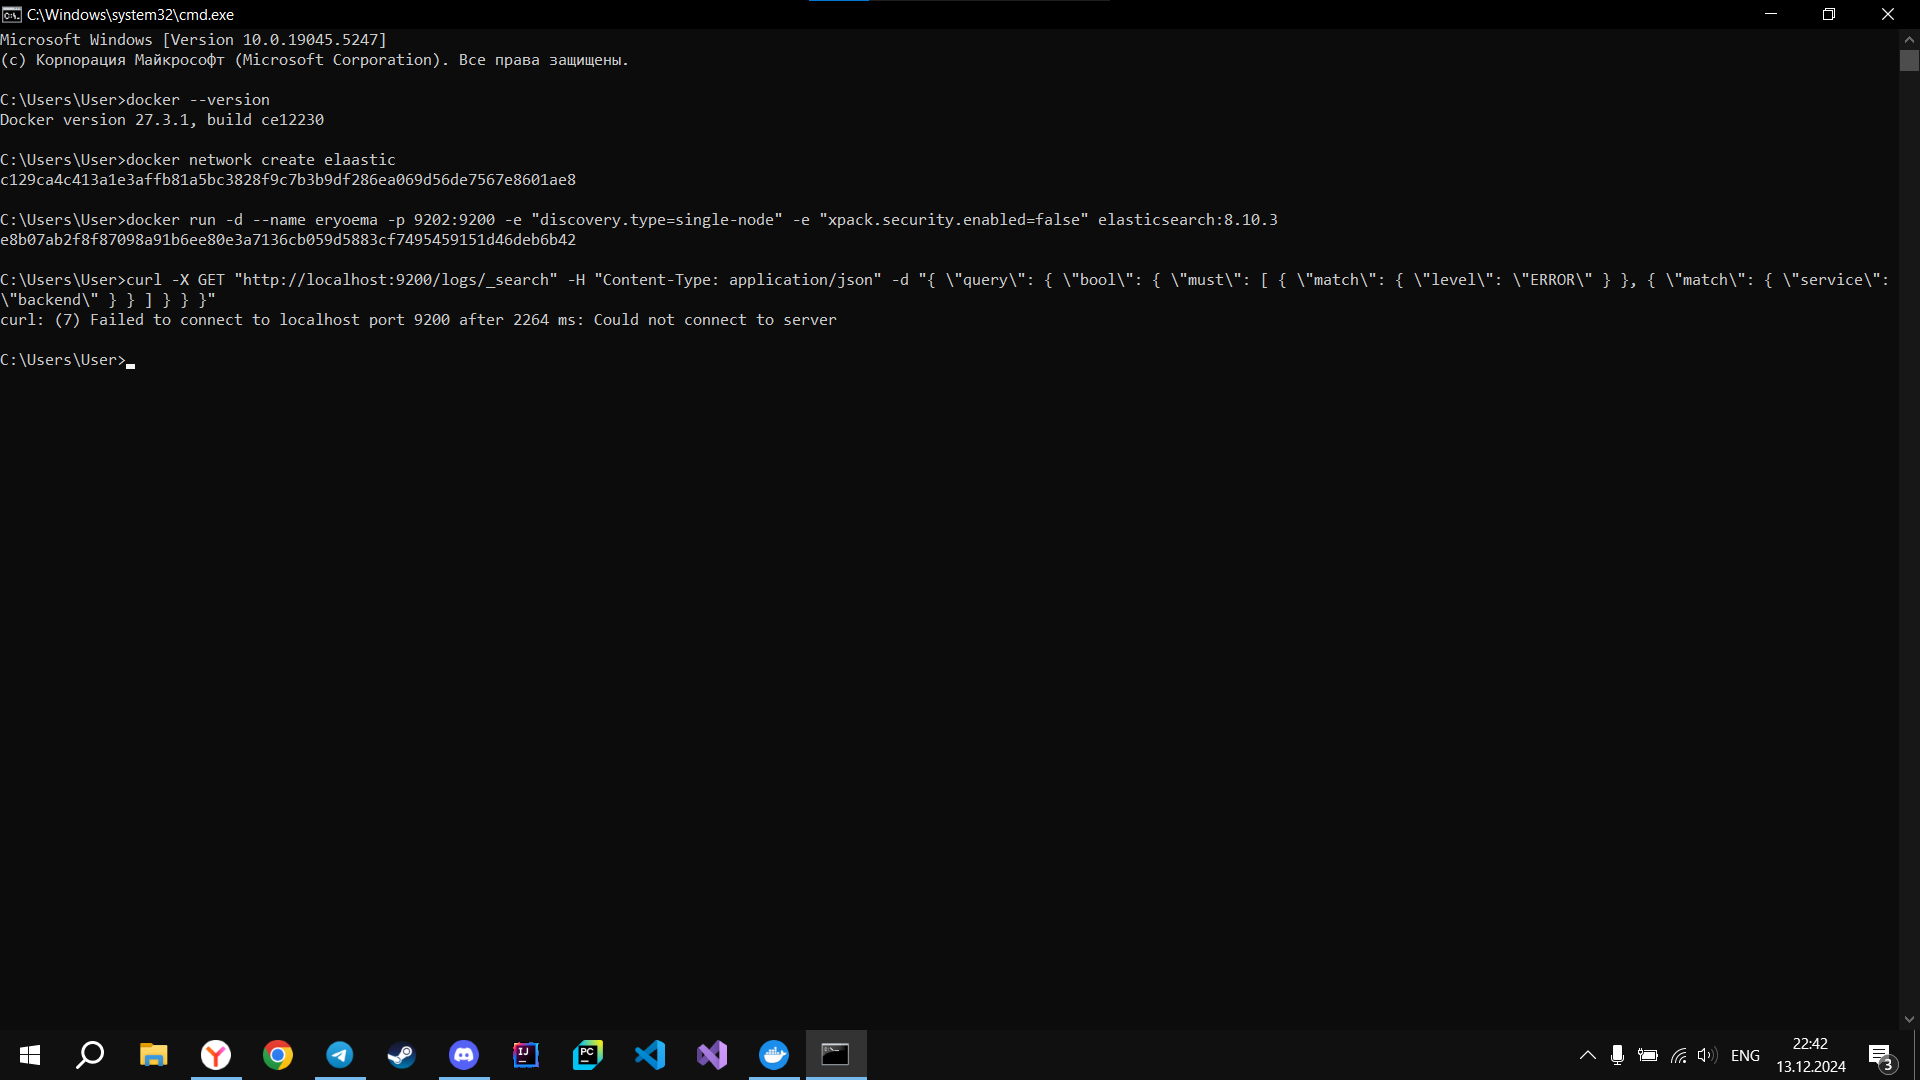 C:\Windows\system32\cmd.exe
Microsoft Windows [Version 10.0.19045.5247]
(c) Корпорация Майкрософт (Microsoft Corporation). Все права защищены.
C:\Users\User>docker --version
Docker version 27.3.1, build ce12230
C:\Users\User>docker network create elaastic
c129ca4c413a1e3affb81a5bc3828f9c7b3b9df286ea069d56de7567e8601ae8
C:\Users\User>docker run -d --name eryoema -p 9202:9200 -e "discovery.type=single-node" -e "xpack.security.enabled=false" elasticsearch:8.10.3
e8b07ab2f8f87098a91b6ee80e3a7136cb059d5883cf7495459151d46deb6b42
C:\Users\User>curl -X GET "http://localhost:9200/logs/_search" -H "Content-Type: application/json" -d "{ \"query\": { \"bool\": { \"must\": [ { \"match\": { \"level\": \"ERROR\" } }, { \"match\": { \"service\":
\"backend\" } } ] } } }"
curl: (7) Failed to connect to localhost port 9200 after 2264 ms: Could not connect to server
C:\Users\User>
ENG
22:42
13.12.2024
3